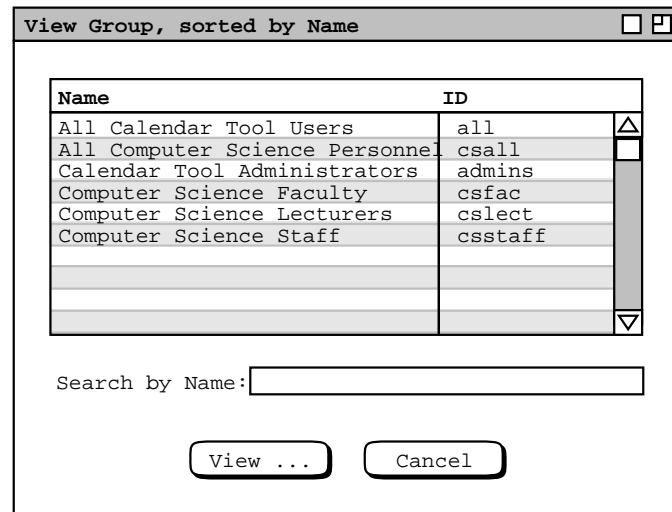 View Group, sorted by Name
Name ID
All Calendar Tool Users all
All Computer Science Personnel csall
Calendar Tool Administrators admins
Computer Science Faculty csfac
Computer Science Lecturers cslect
Computer Science Staff csstaff
Search by Name:
View ... Cancel